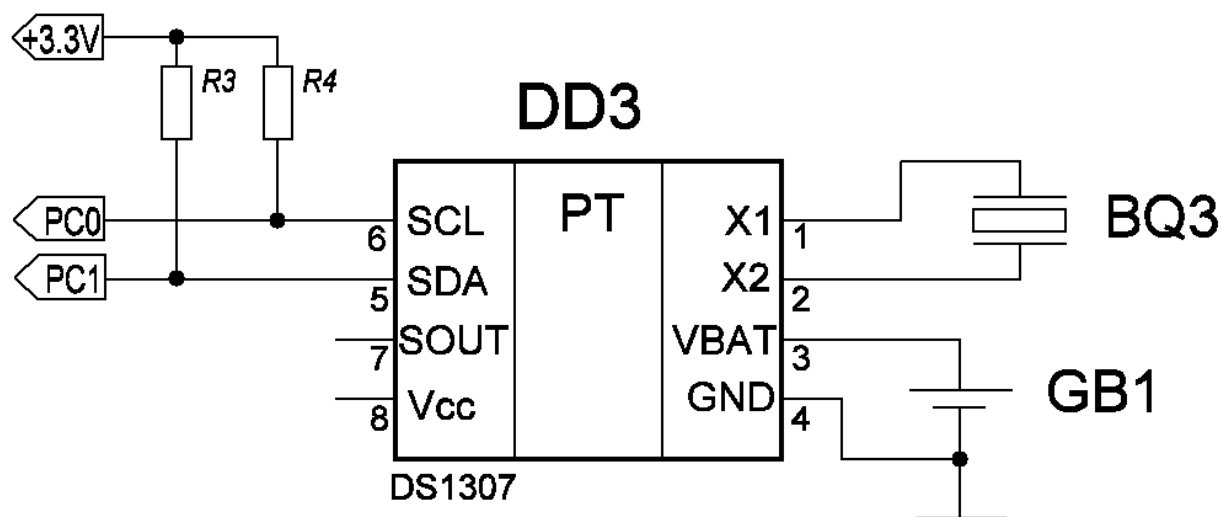 +3.3V
R3
R4
DD3
PC0
6
SCL
PT
X1
1
BQ3
PC1
5
SDA
X2
2
7
SOUT
VBAT
3
8
Vcc
GND
4
GB1
DS1307